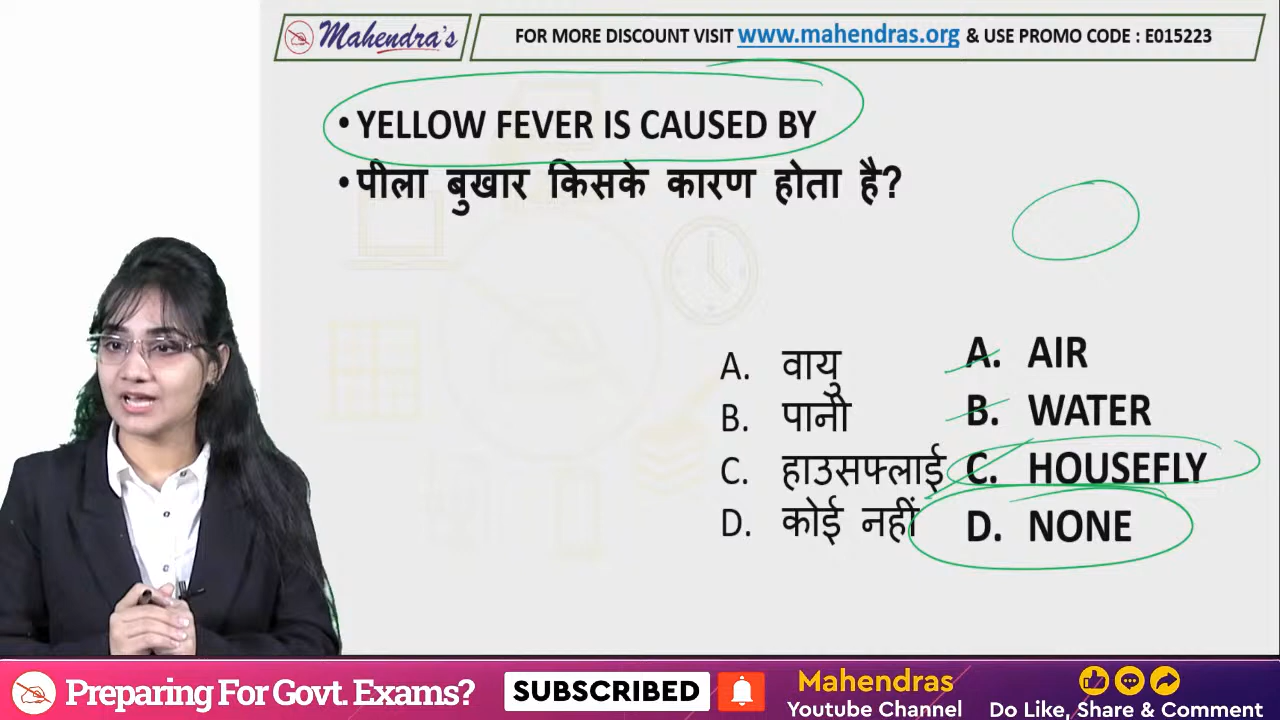 Mahendra's
FOR MORE DISCOUNT VISIT www.mahendras.org & USE PROMO CODE : E015223
• YELLOW FEVER IS CAUSED BY
• पीला बुखार किसके कारण होता है?
A. वायु
B. पानी
C. हाउसफ्लाई
D. कोई नहीं
A. AIR
B. WATER
C. HOUSEFLY
D. NONE
Preparing For Govt. Exams?
SUBSCRIBED
Mahendras
Youtube Channel
Do Like, Share & Comment